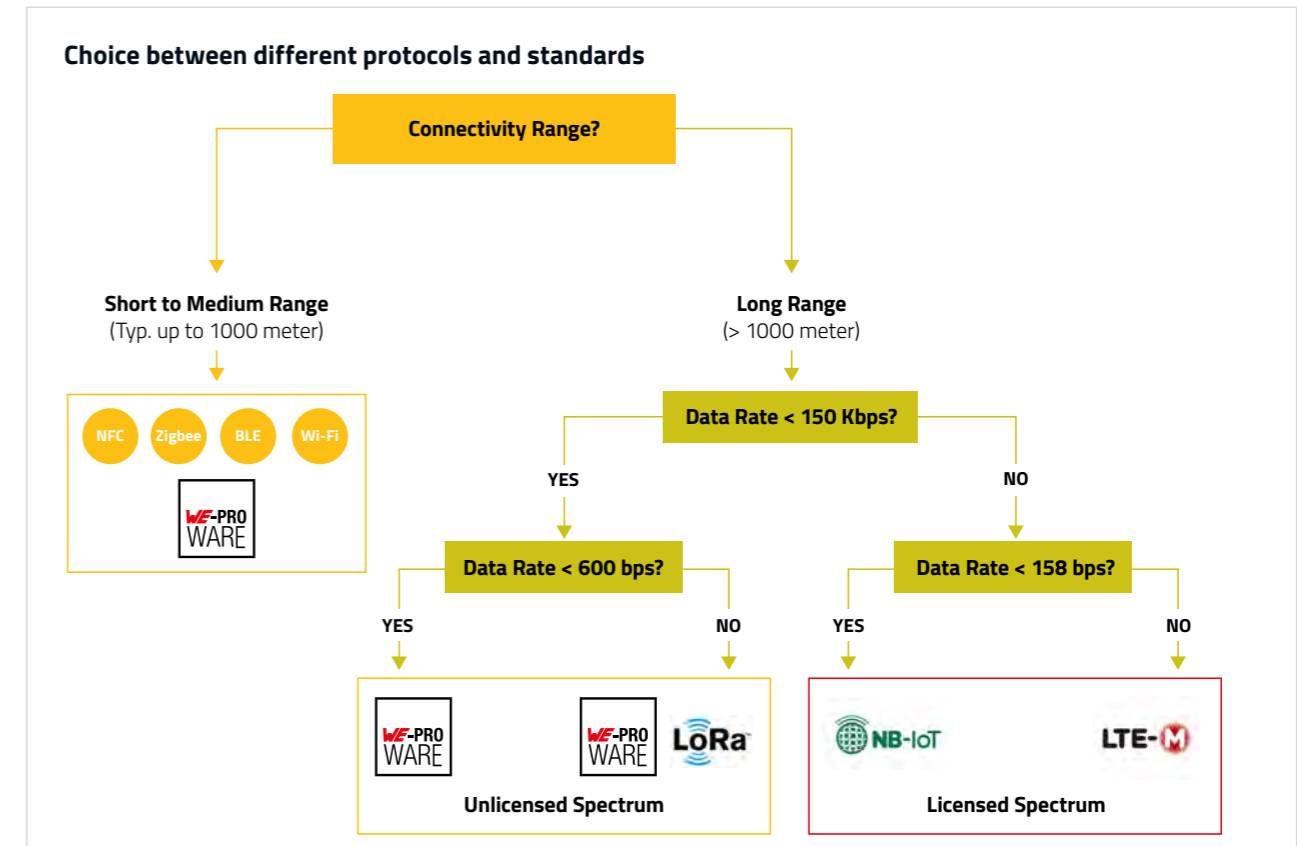 Choice between different protocols and standards
Connectivity Range?
Short to Medium Range
(Typ. up to 1000 meter)
Long Range
(> 1000 meter)
NFC
Zigbee
BLE
Wi-Fi
WE-PRO
WARE
Data Rate < 150 Kbps?
YES
NO
Data Rate < 600 bps?
Data Rate < 158 bps?
YES
NO
YES
NO
WE-PRO
WARE
WE-PRO
WARE
LoRa
NB-IoT
LTE-M
Unlicensed Spectrum
Licensed Spectrum